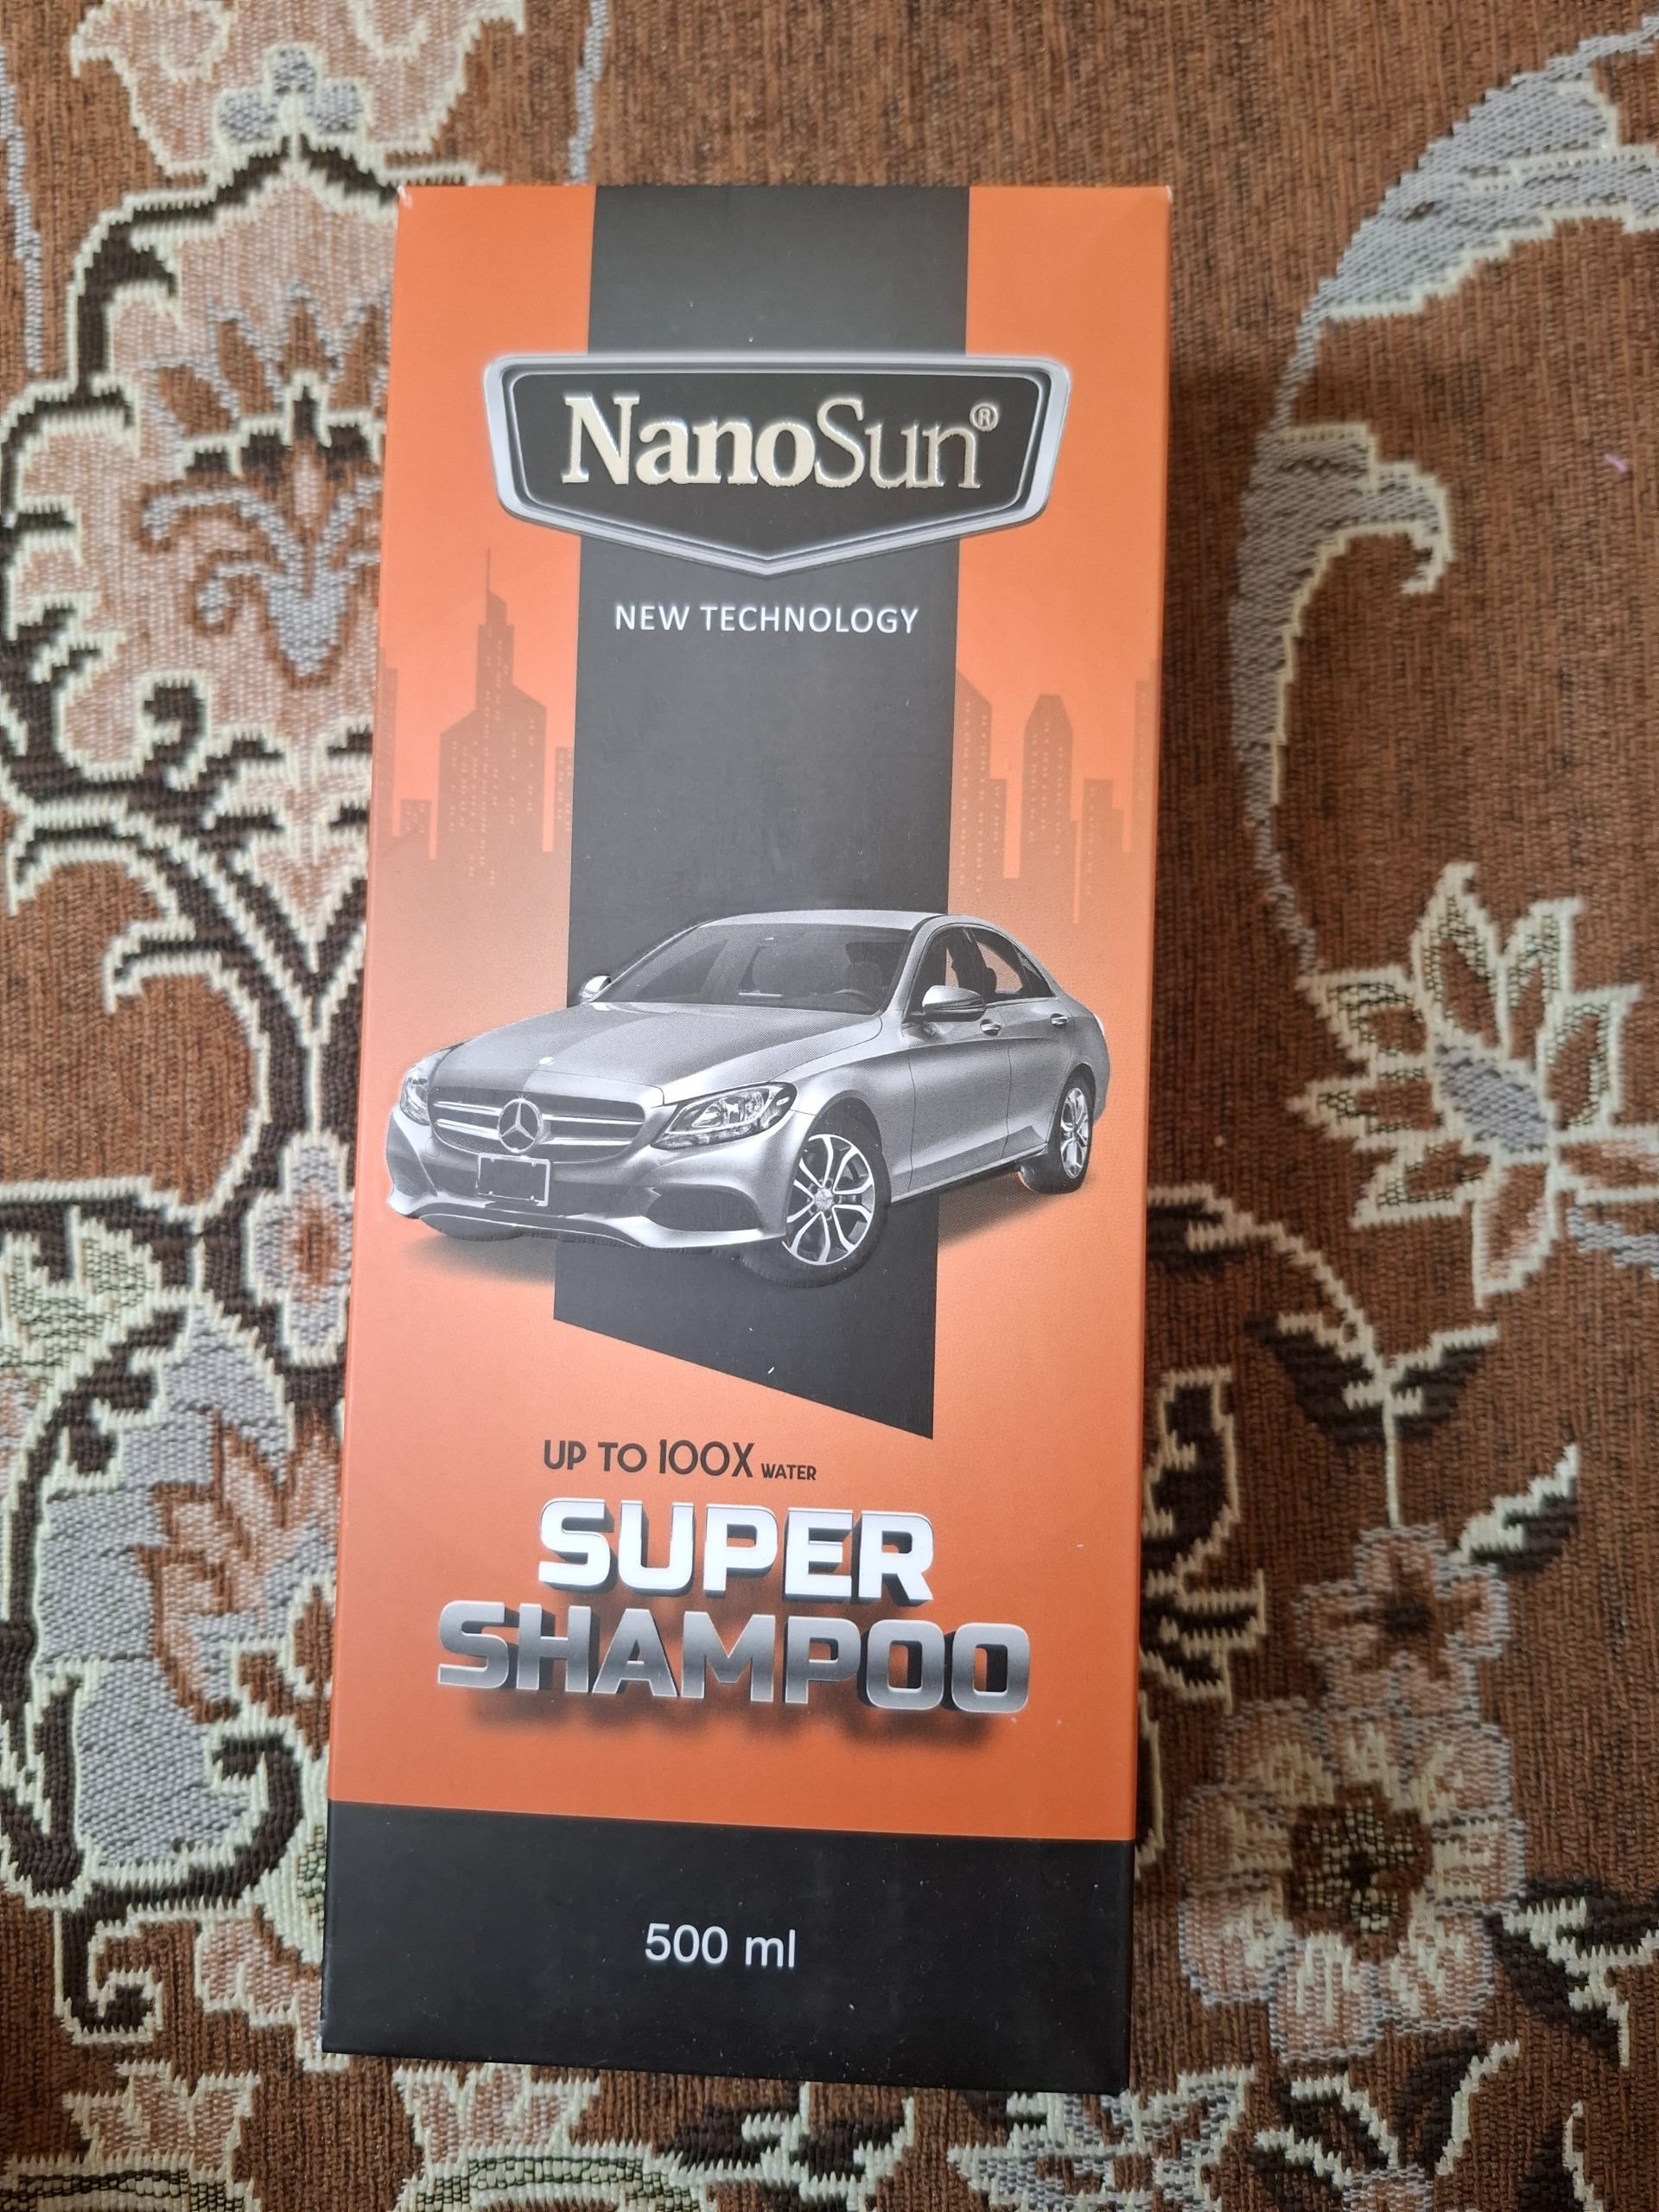 NanoSun®
NEW TECHNOLOGY
UP TO 100X WATER
SUPER
SHAMPOO
500 ml